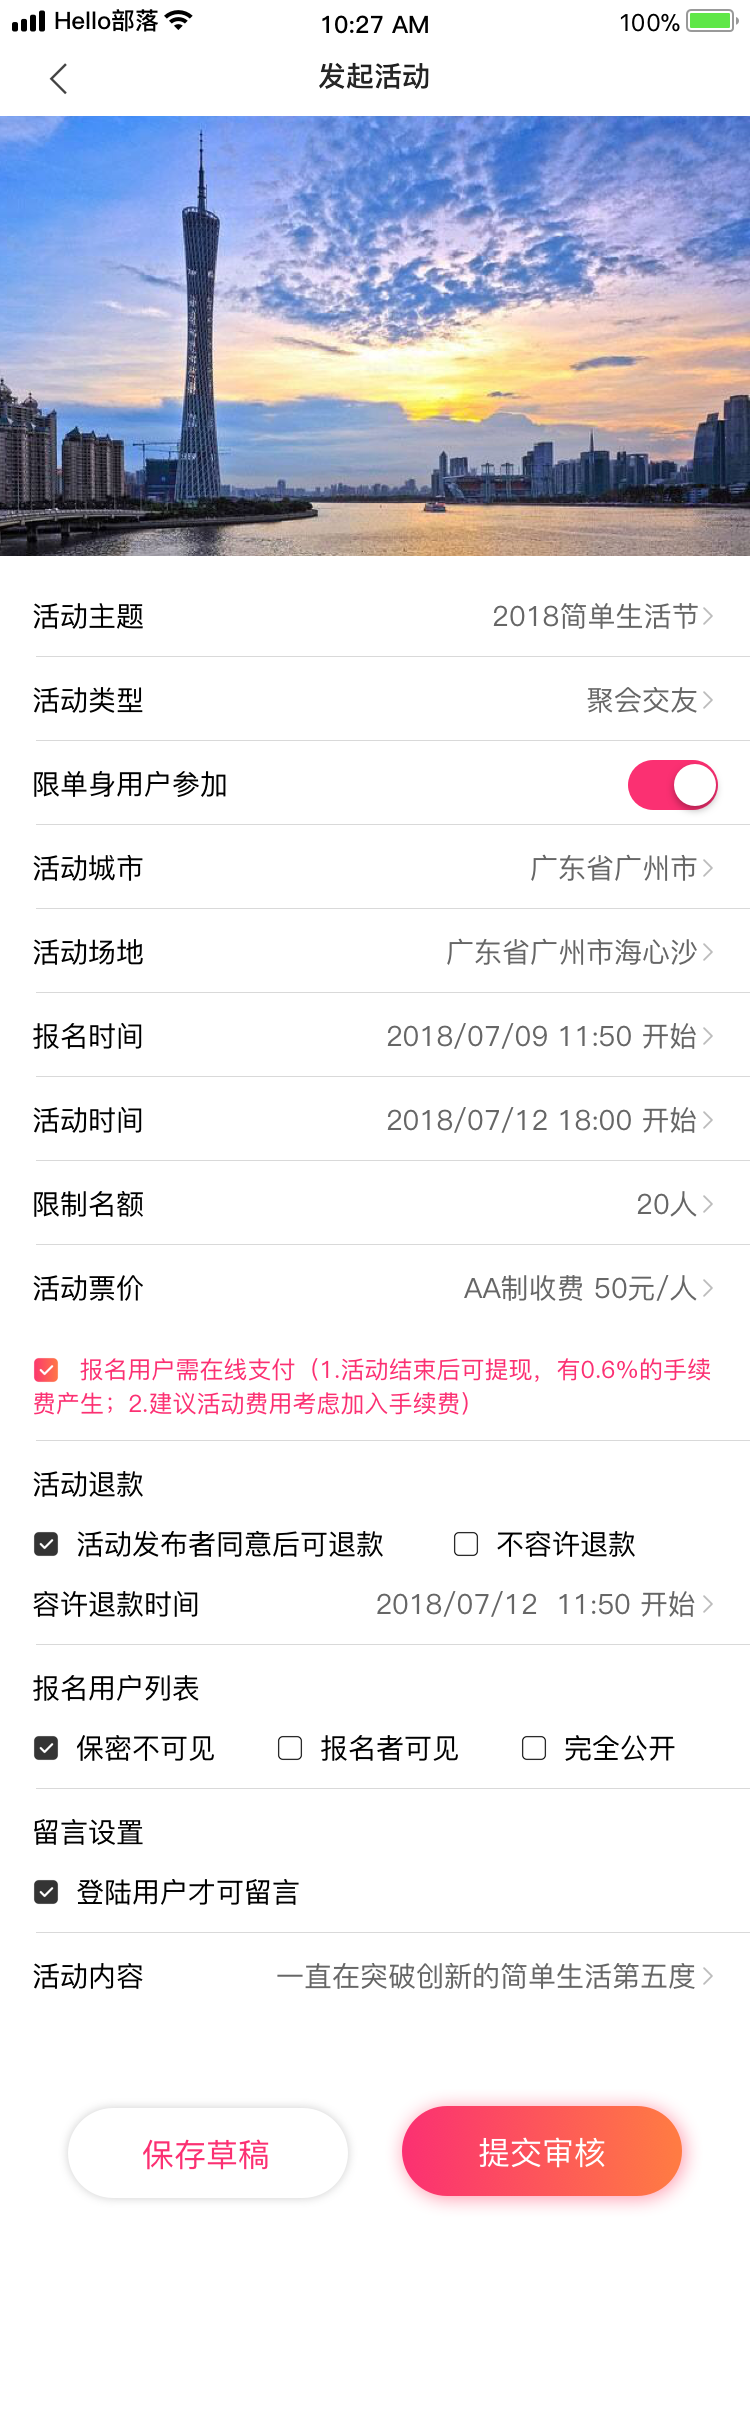 Hello部落 10:27 AM 100%
发起活动
活动主题 2018简单生活节
活动类型 聚会交友
限单身用户参加
活动城市 广东省广州市
活动场地 广东省广州市海心沙
报名时间 2018/07/09 11:50 开始
活动时间 2018/07/12 18:00 开始
限制名额 20人
活动票价 AA制收费 50元/人
报名用户需在线支付（1.活动结束后可提现，有0.6%的手续
费产生；2.建议活动费用考虑加入手续费）
活动退款
活动发布者同意后可退款 不容许退款
容许退款时间 2018/07/12 11:50 开始
报名用户列表
保密不可见 报名者可见 完全公开
留言设置
登陆用户才可留言
活动内容 一直在突破创新的简单生活第五度
保存草稿 提交审核